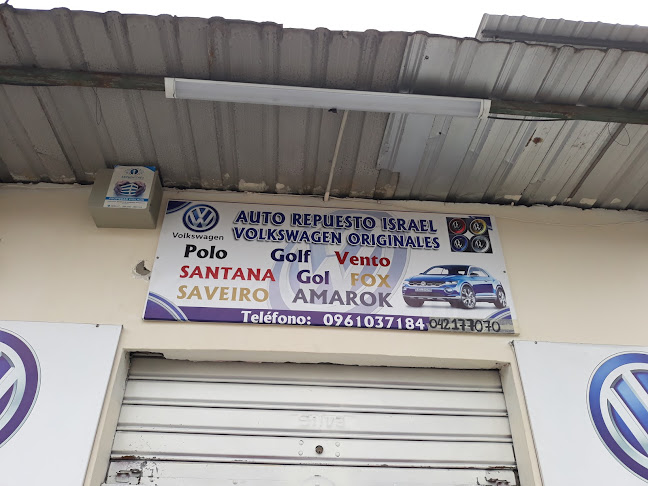 AUTO REPUESTO ISRAEL
VOLKSWAGEN ORIGINALES
Volkswagen
Polo Golf Vento
SANTANA Gol FOX
SAVEIRO AMAROK
Teléfono: 0961037184 042177070